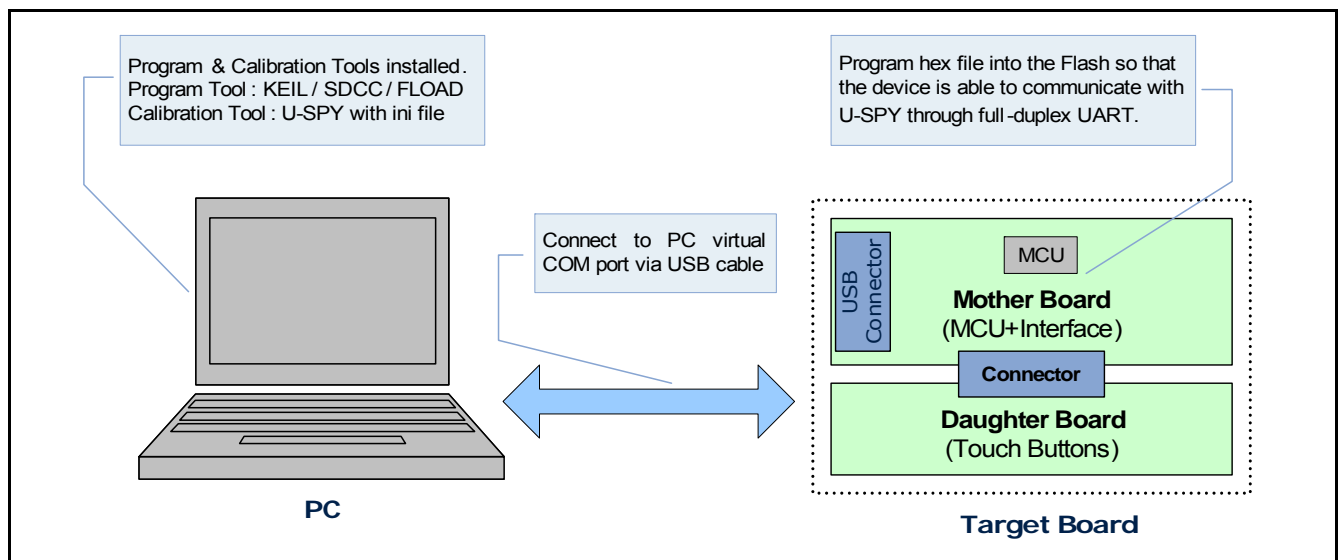 Program & Calibration Tools installed.
Program Tool : KEIL / SDCC / FLOAD
Calibration Tool : U-SPY with ini file
Program hex file into the Flash so that
the device is able to communicate with
U-SPY through full-duplex UART.
Connect to PC virtual
COM port via USB cable
USB
Connector
MCU
Mother Board
(MCU+Interface)
Connector
Daughter Board
(Touch Buttons)
PC
Target Board